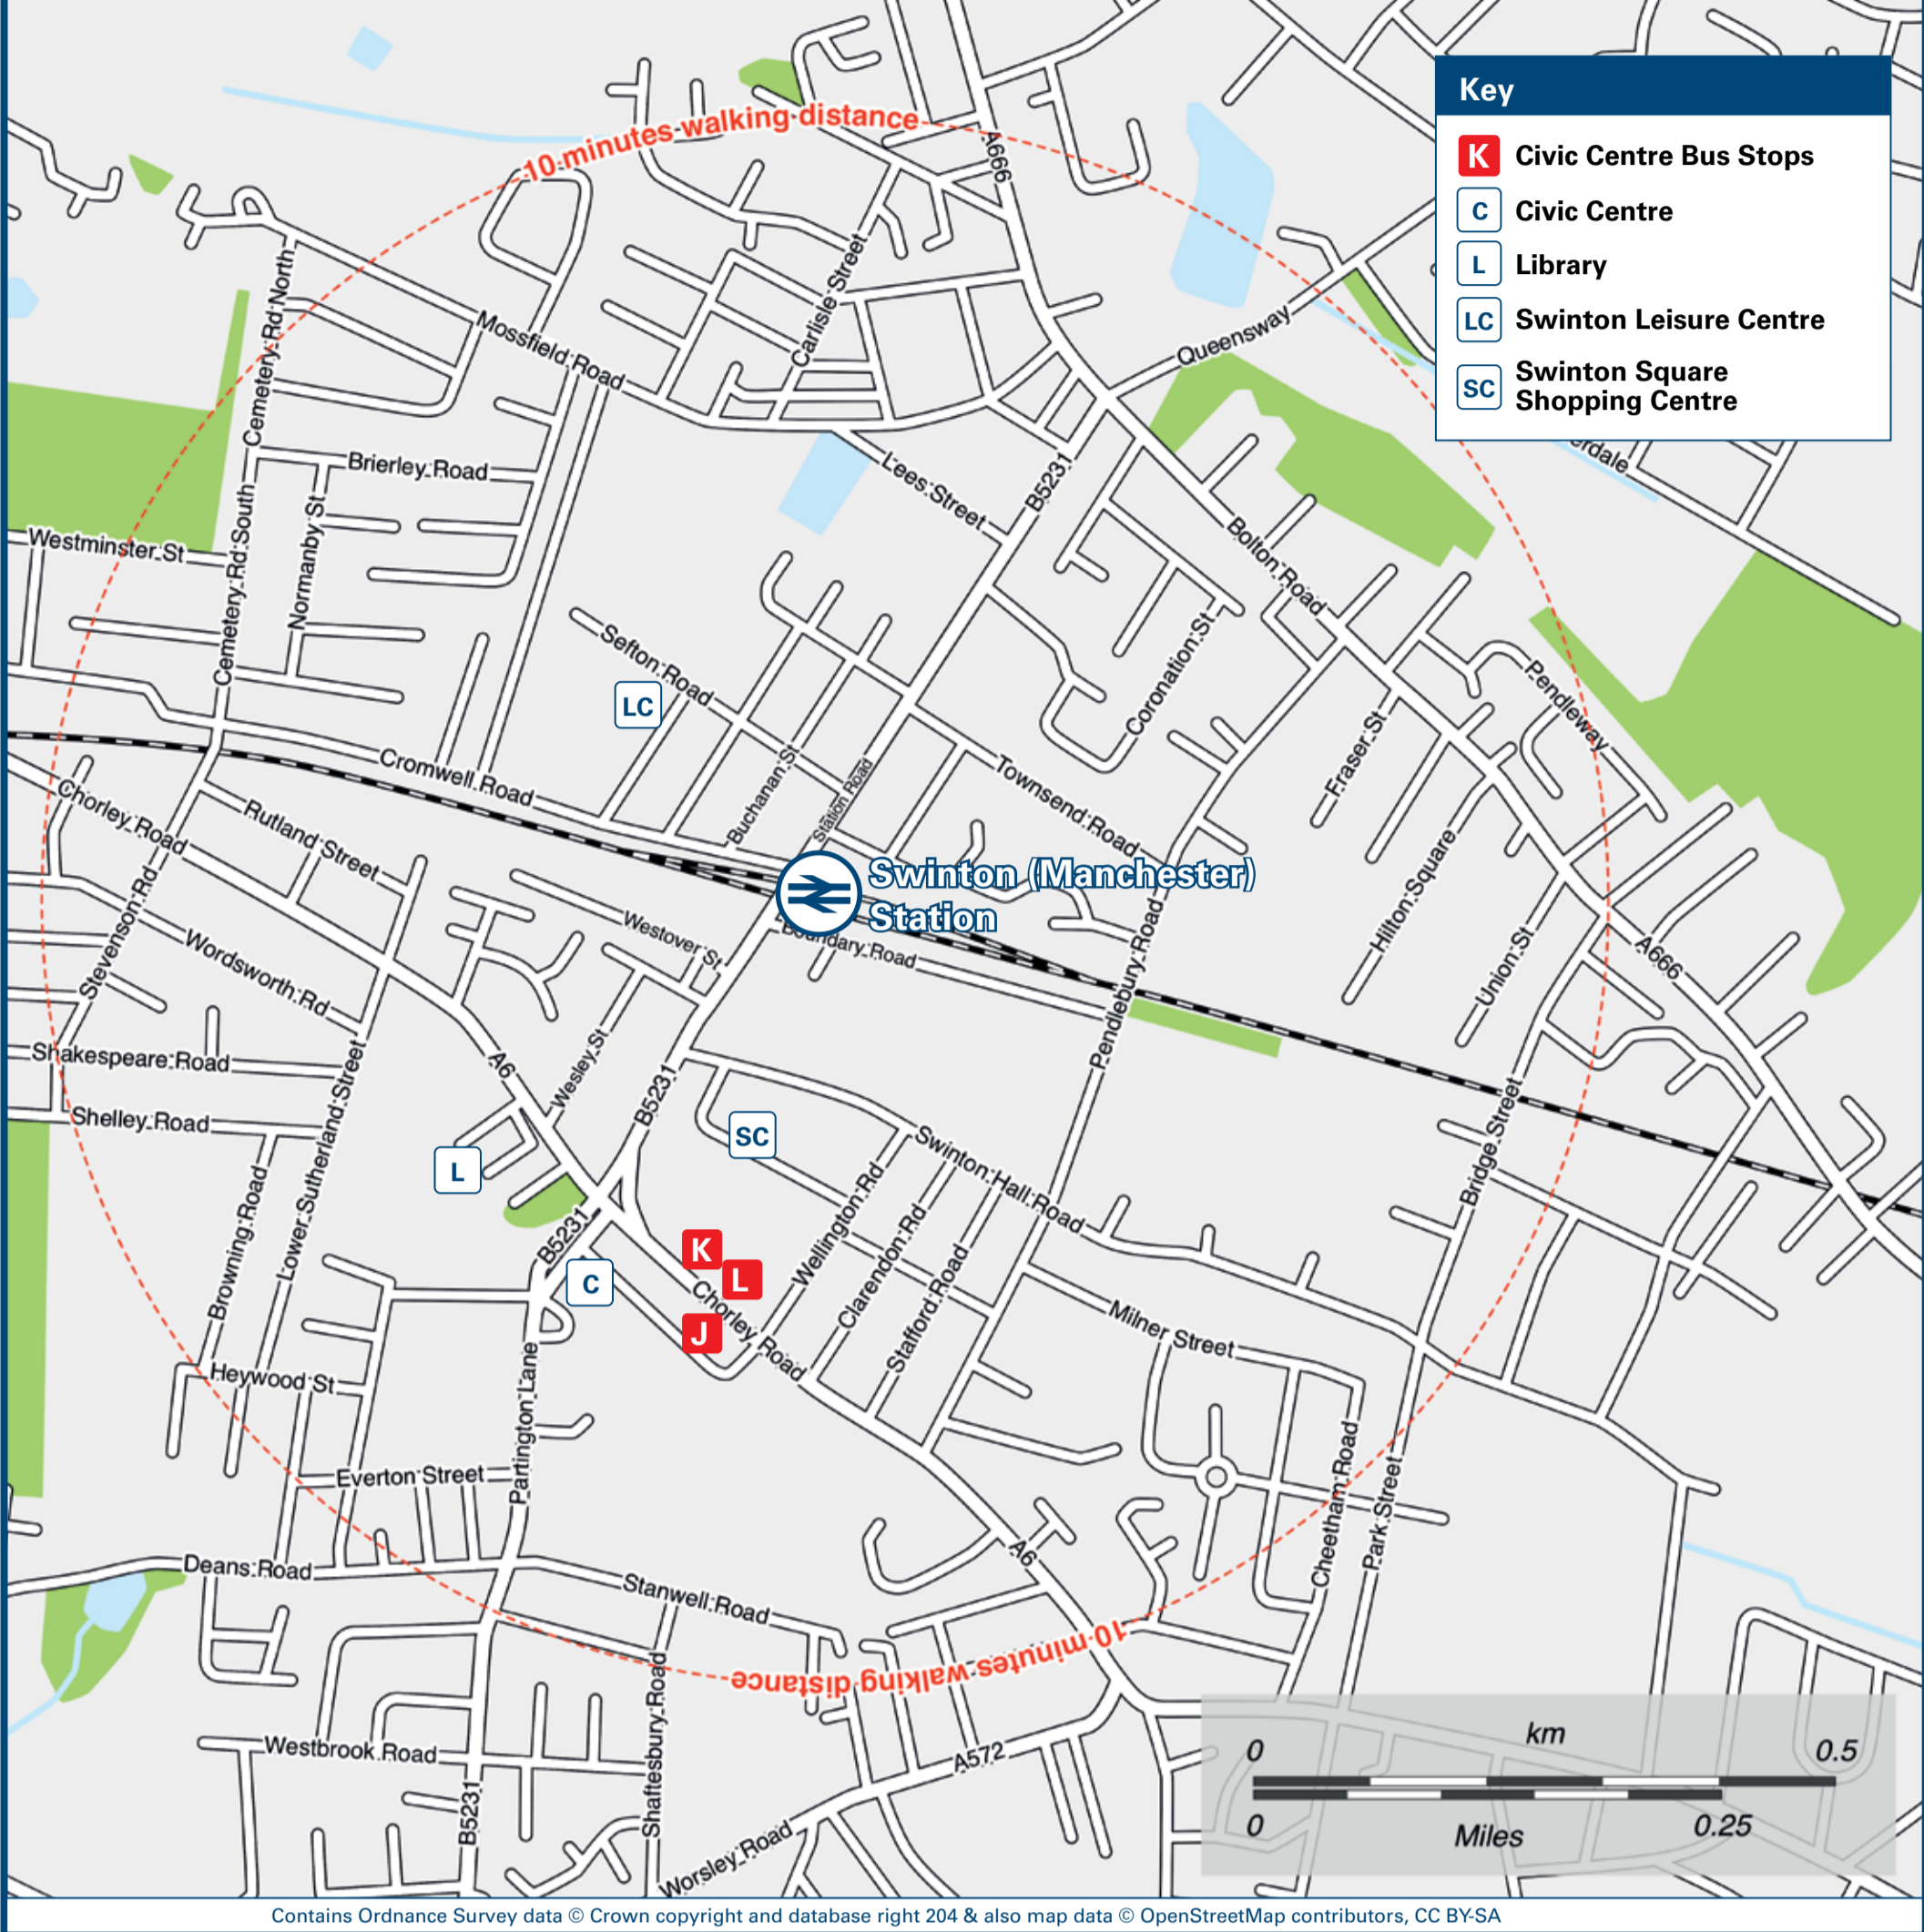 10 minutes walking distance
A666
Key
K Civic Centre Bus Stops
C Civic Centre
L Library
LC Swinton Leisure Centre
SC Swinton Square
Shopping Centre
Cemetery Rd North
Mossfield Road
Carlisle Street
Queensway
Brierley Road
Lees Street
B5231
erdale
Westminster St
Cemetery Rd South
Normanby St
Bolton Road
Sefton Road
LC
Coronation St
Pendleway
Cromwell Road
Buchanan St
Station Road
Townsend Road
Fraser St
Chorley Road
Rutland Street
Hilton Square
Swinton (Manchester)
Station
Stevenson Rd
Wordsworth Rd
Westover St
Boundary Road
Pendlebury Road
Union St
A666
Shakespeare Road
A6
Wesley St
B5231
Shelley Road
SC
L
Swinton Hall Road
Bridge Street
Lower Sutherland Street
Browning Road
B5231
K
L
C
J
Chorley Road
Wellington Rd
Clarendon Rd
Stafford Road
Milner Street
Heywood St
Partington Lane
Everton Street
Cheetham Road
Park Street
Deans Road
Stanwell Road
A6
10 minutes walking distance
Shaftesbury Road
Westbrook Road
B5231
A572
Worsley Road
km
0 0.5
0 0.25
Miles
Contains Ordnance Survey data © Crown copyright and database right 204 & also map data © OpenStreetMap contributors, CC BY-SA